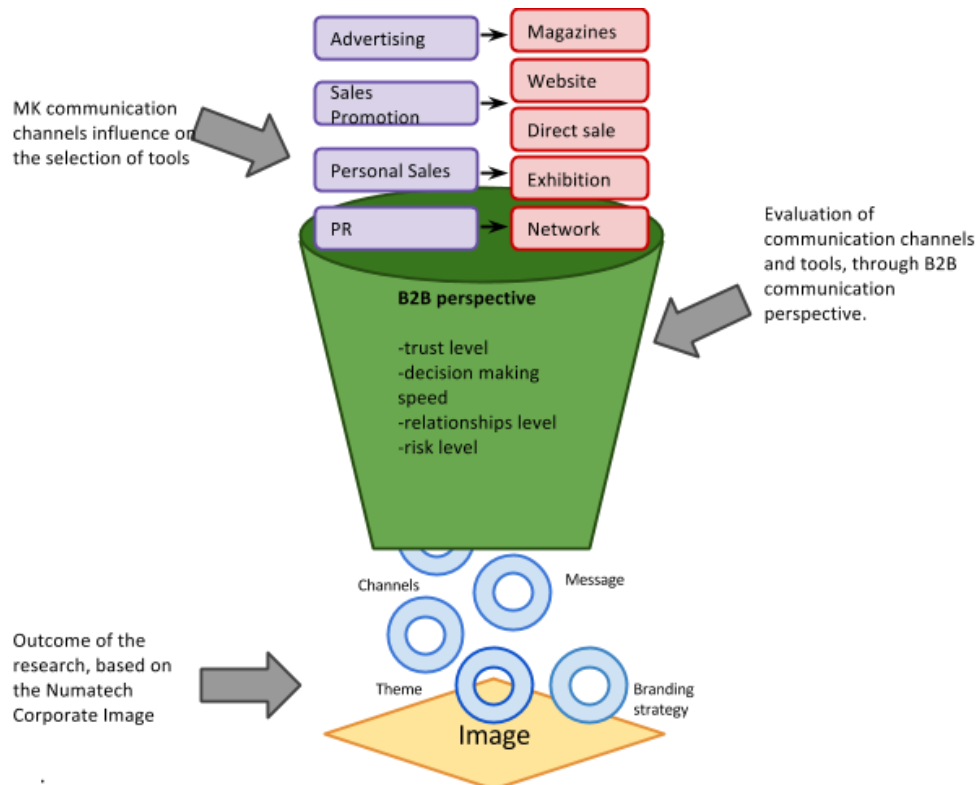 Advertising
Magazines
Website
Sales
Promotion
Direct sale
MK communication
channels influence on
the selection of tools
Personal Sales
Exhibition
PR
Network
Evaluation of
communication channels
and tools, through B2B
communication
perspective.
B2B perspective
-trust level
-decision making
speed
-relationships level
-risk level
Channels
Message
Outcome of the
research, based on
the Numatech
Corporate Image
Theme
Branding
strategy
Image
.